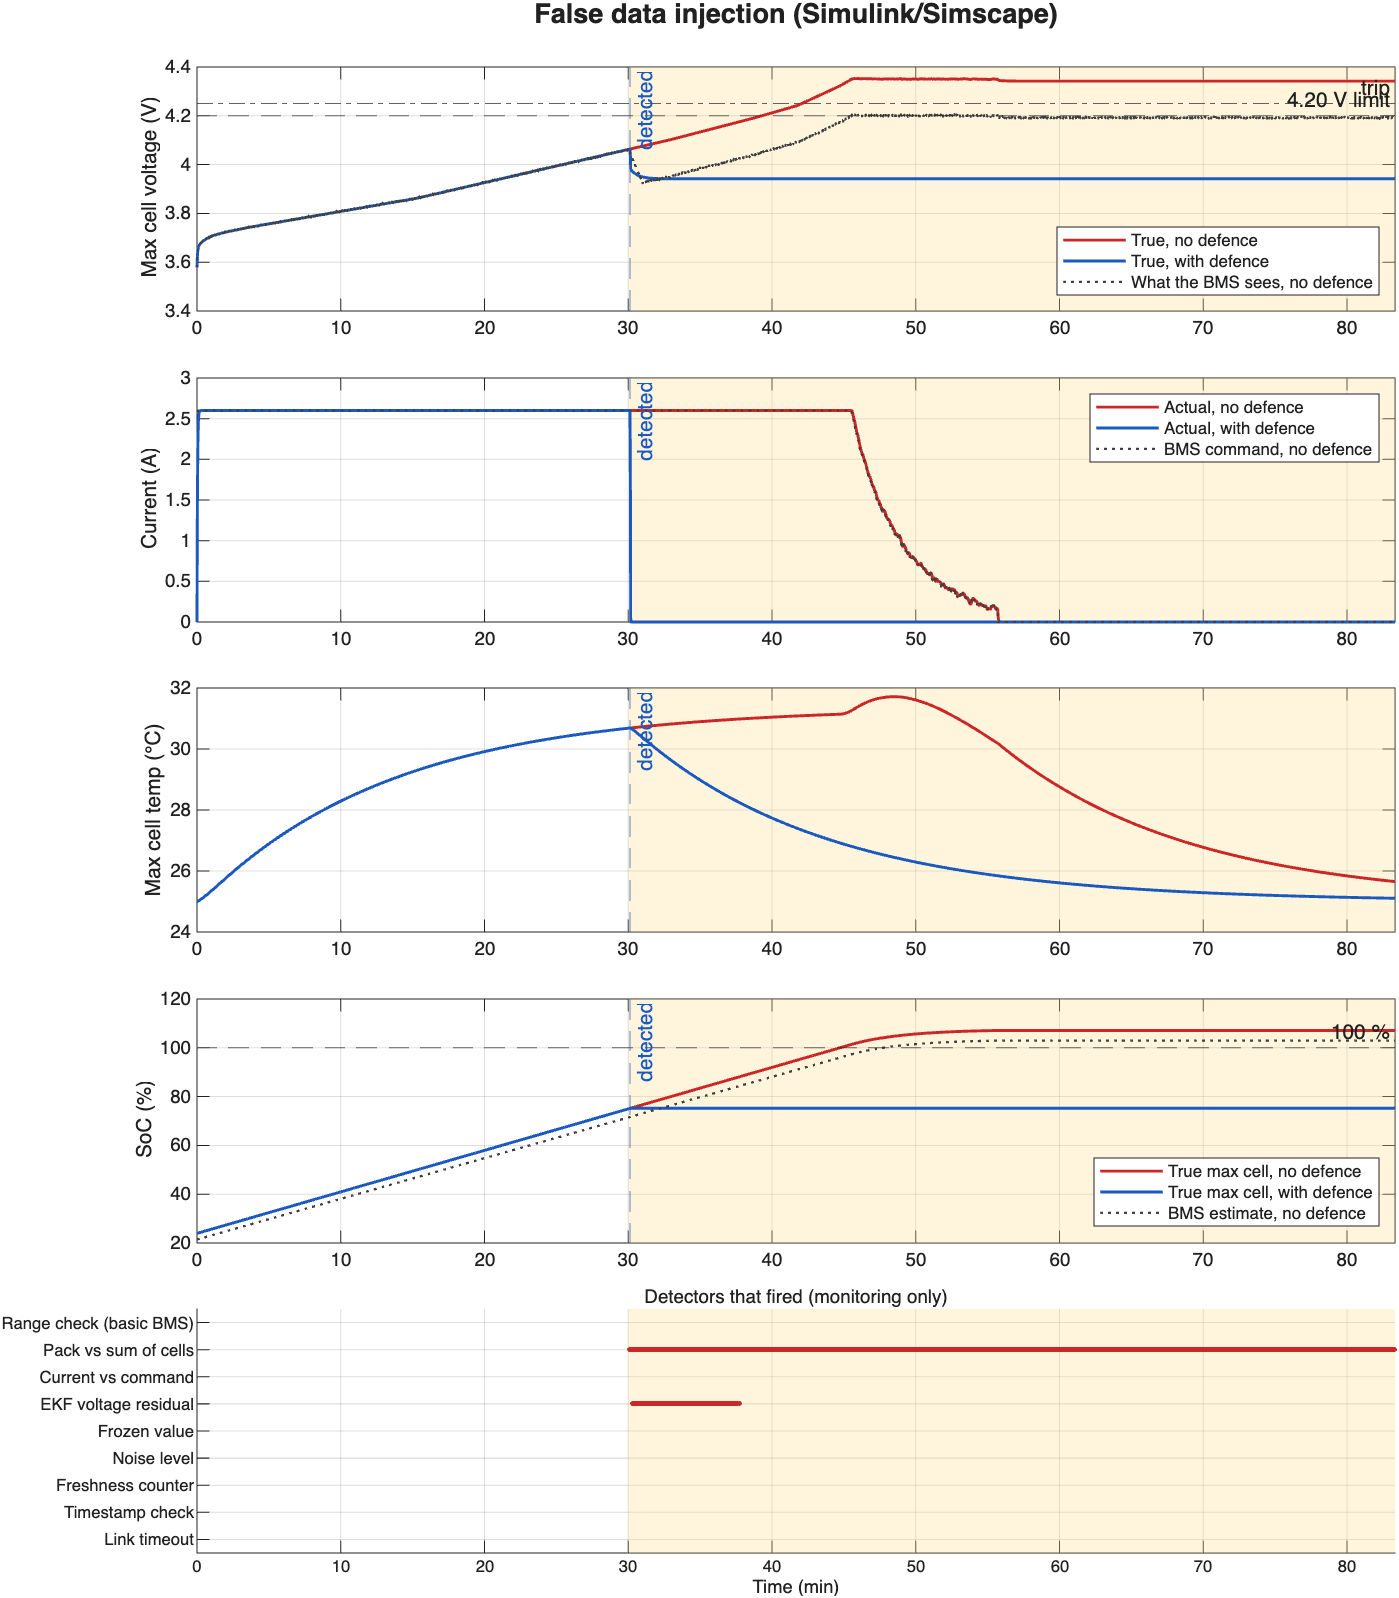 False data injection (Simulink/Simscape)
Max cell voltage (V)
4.4
4.2
4
3.8
3.6
3.4
detected
trip
4.20 V limit
True, no defence
True, with defence
What the BMS sees, no defence
0 10 20 30 40 50 60 70 80
Current (A)
3
2.5
2
1.5
1
0.5
0
detected
Actual, no defence
Actual, with defence
BMS command, no defence
0 10 20 30 40 50 60 70 80
Max cell temp (°C)
32
30
28
26
24
detected
0 10 20 30 40 50 60 70 80
SoC (%)
120
100
80
60
40
20
detected
100 %
True max cell, no defence
True max cell, with defence
BMS estimate, no defence
0 10 20 30 40 50 60 70 80
Detectors that fired (monitoring only)
Range check (basic BMS)
Pack vs sum of cells
Current vs command
EKF voltage residual
Frozen value
Noise level
Freshness counter
Timestamp check
Link timeout
0 10 20 30 40 50 60 70 80
Time (min)